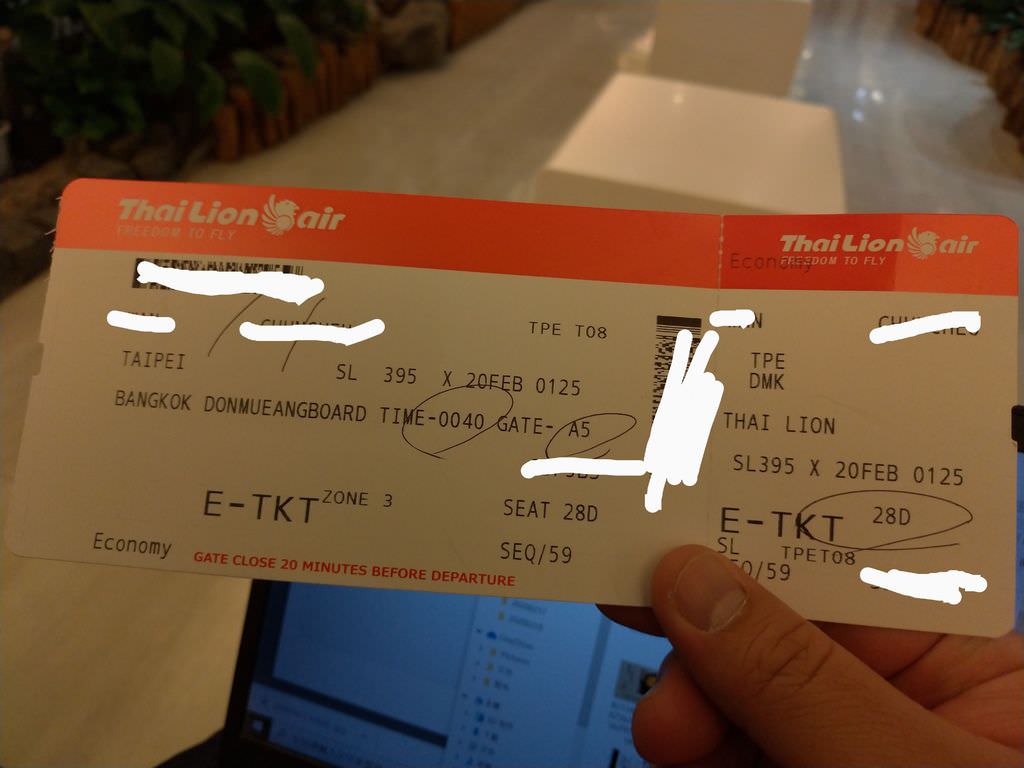 Thai Lion air
FREEDOM TO FLY
TPE T08
TAIPEI
SL 395 X 20FEB 0125
BANGKOK DONMUEANGBOARD TIME-0040 GATE- A5
E-TKT ZONE 3
SEAT 28D
SEQ/59
Economy
GATE CLOSE 20 MINUTES BEFORE DEPARTURE
Thai Lion air
FREEDOM TO FLY
Economy
TPE
DMK
THAI LION
SL395 X 20FEB 0125
E-TKT 28D
SL TPET08
/59